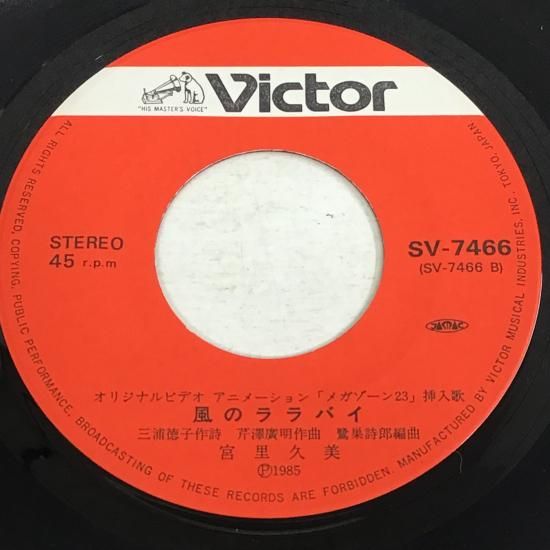 Victor
"HIS MASTER'S VOICE"
STEREO
45 r.p.m
SV-7466
(SV-7466 B)
JASRAC
オリジナルビデオ アニメーション「メガゾーン23」挿入歌
風のララバイ
三浦徳子作詩 芹澤廣明作曲 鷺巣詩郎編曲
宮里久美
Ⓟ1985
ALL RIGHTS RESERVED, COPYING, PUBLIC PERFORMANCE, BROADCASTING OF THESE RECORDS ARE FORBIDDEN. MANUFACTURED BY VICTOR MUSICAL INDUSTRIES, INC. TOKYO, JAPAN